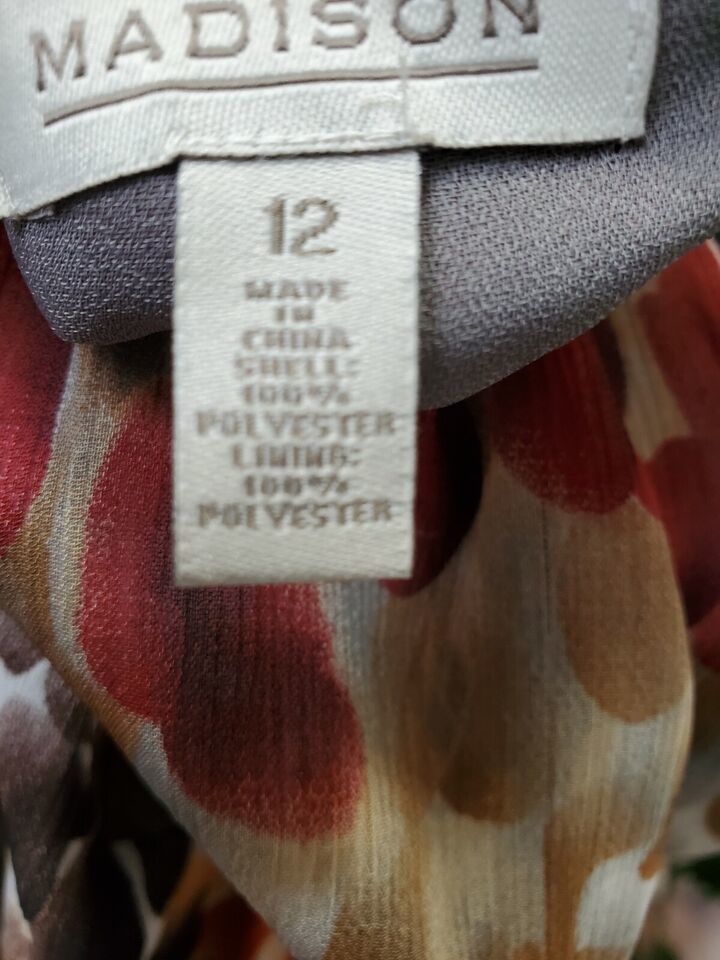 MADISON
12
MADE
IN
CHINA
SHELL:
100%
POLYESTER
LINING:
100%
POLYESTER